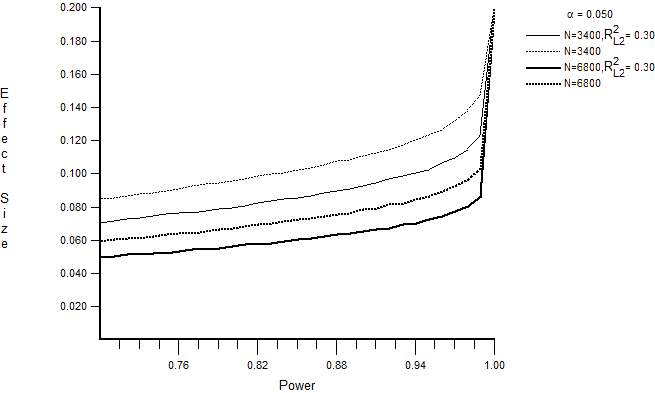 0.200
0.180
0.160
0.140
0.120
0.100
0.080
0.060
0.040
0.020
Effect Size
0.76 0.82 0.88 0.94 1.00
Power
α = 0.050
N=3400,R²L2= 0.30
N=3400
N=6800,R²L2= 0.30
N=6800